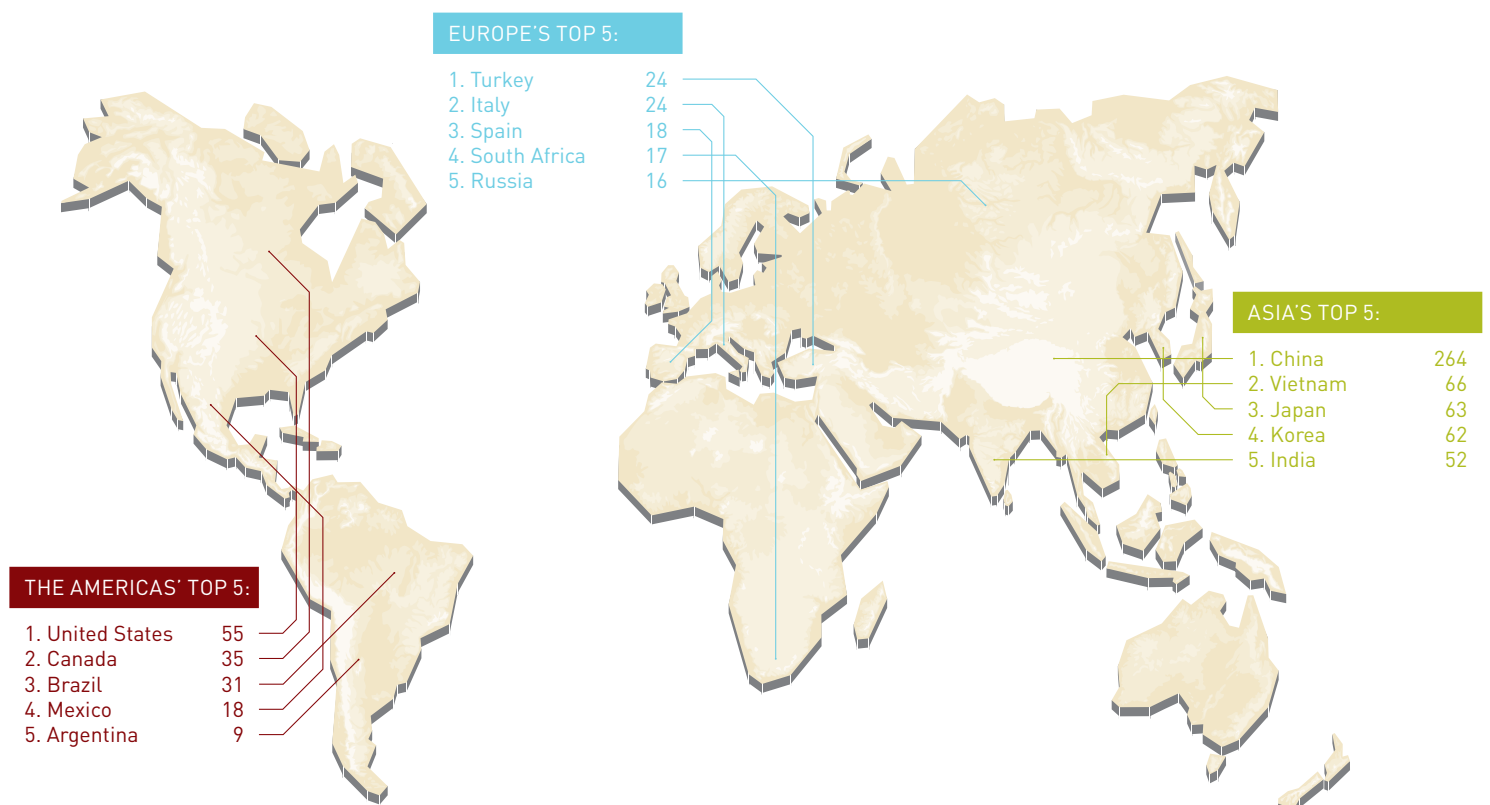 EUROPE'S TOP 5:
1. Turkey 24
2. Italy 24
3. Spain 18
4. South Africa 17
5. Russia 16
ASIA'S TOP 5:
1. China 264
2. Vietnam 66
3. Japan 63
4. Korea 62
5. India 52
THE AMERICAS' TOP 5:
1. United States 55
2. Canada 35
3. Brazil 31
4. Mexico 18
5. Argentina 9